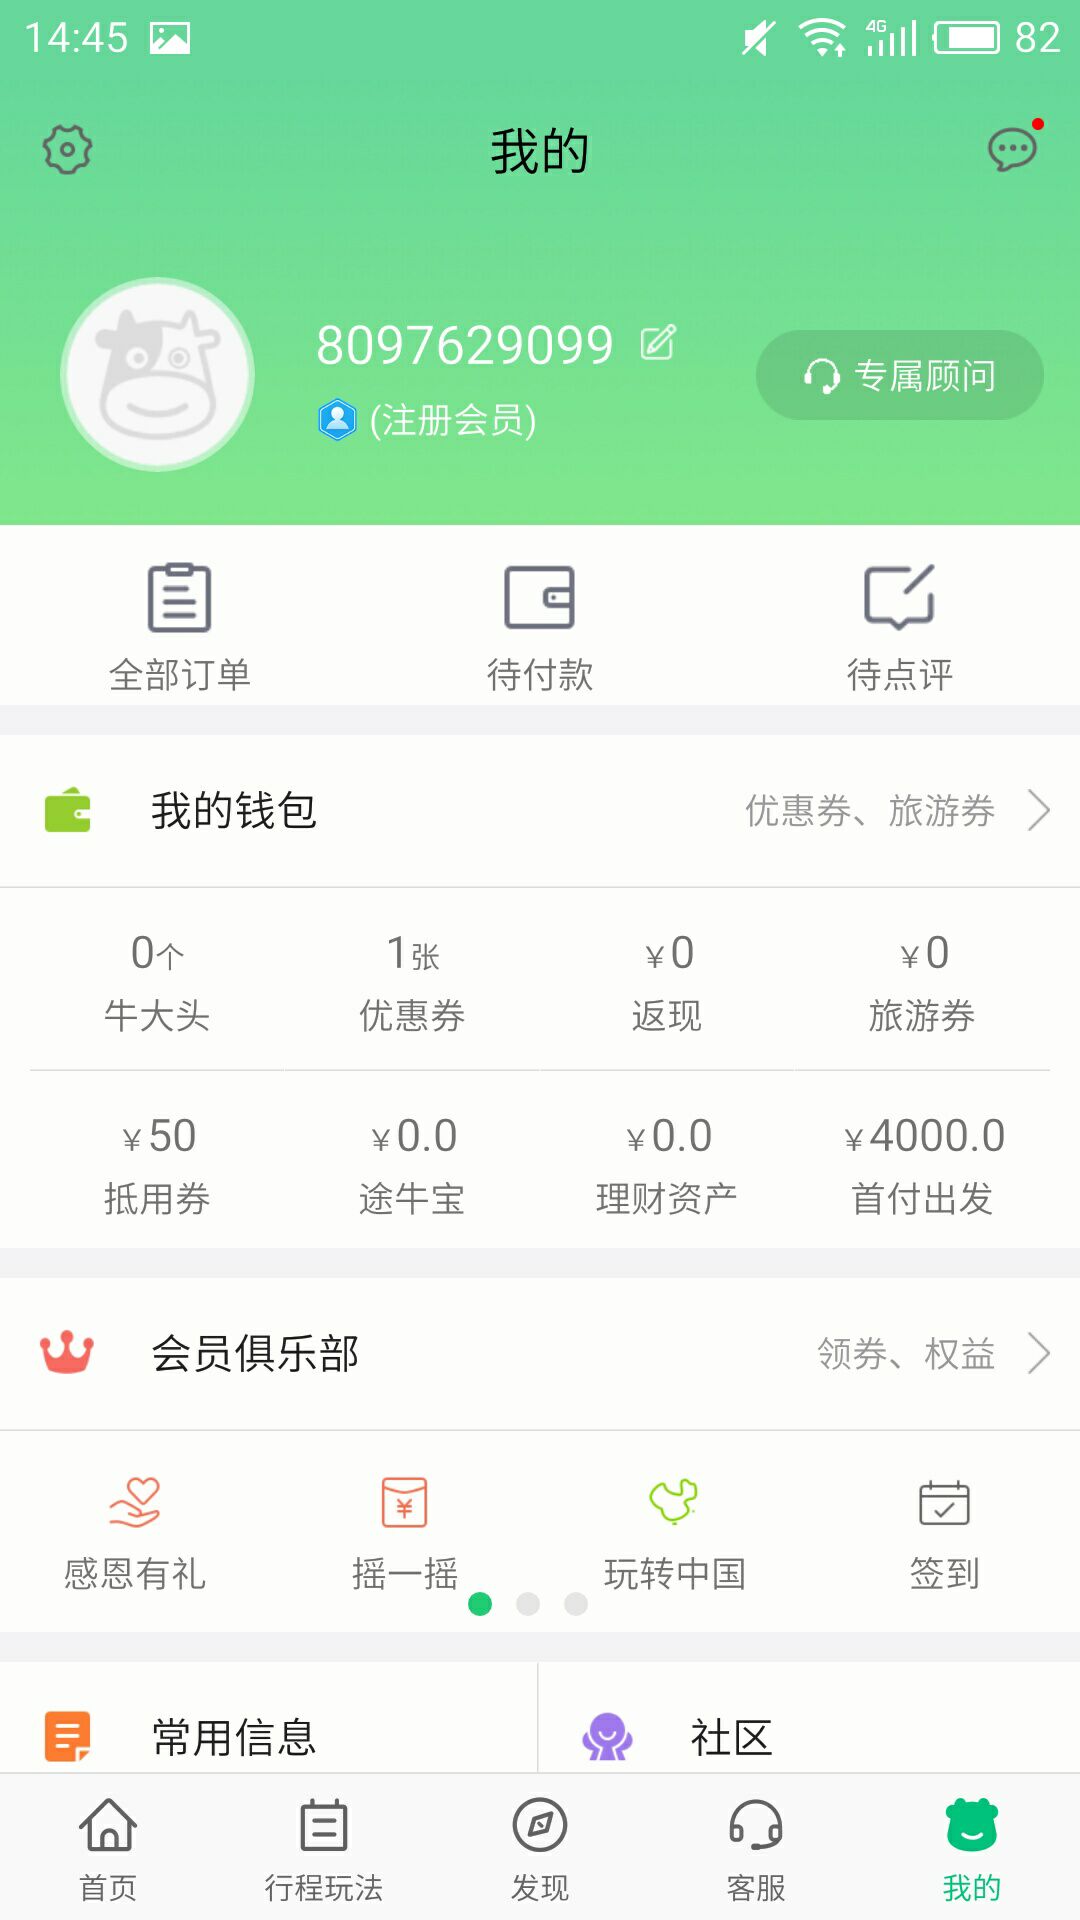 14:45 4G 82
我的
8097629099
(注册会员)
专属顾问
全部订单 待付款 待点评
我的钱包 优惠券、旅游券
0个 1张 ¥0 ¥0
牛大头 优惠券 返现 旅游券
¥50 ¥0.0 ¥0.0 ¥4000.0
抵用券 途牛宝 理财资产 首付出发
会员俱乐部 领券、权益
¥
感恩有礼 摇一摇 玩转中国 签到
常用信息 社区
首页 行程玩法 发现 客服 我的